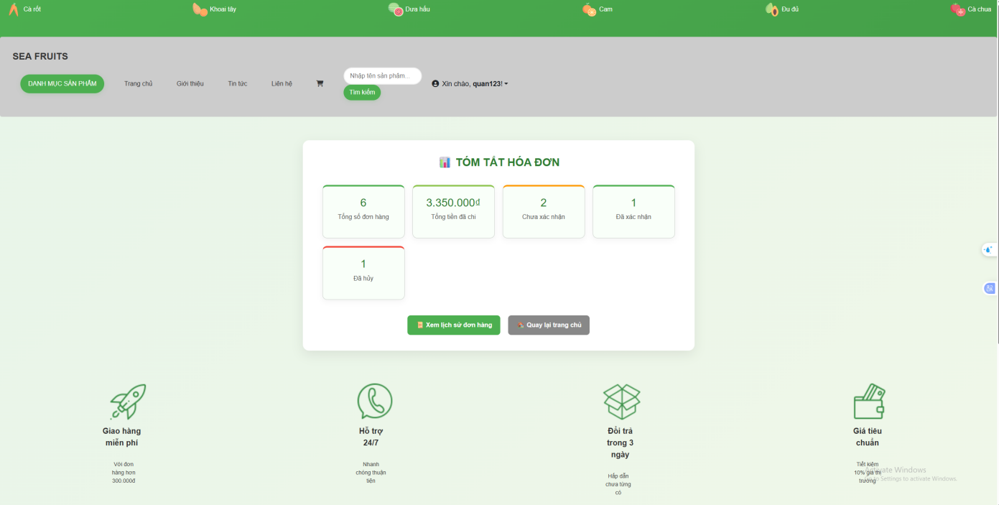 Cà rốt
Khoai tây
Dưa hấu
Cam
Đu đủ
Cà chua
SEA FRUITS
DANH MỤC SẢN PHẨM
Trang chủ
Giới thiệu
Tin tức
Liên hệ
Nhập tên sản phẩm...
Tìm kiếm
Xin chào, quan123!
TÓM TẮT HÓA ĐƠN
6
Tổng số đơn hàng
3.350.000₫
Tổng tiền đã chi
2
Chưa xác nhận
1
Đã xác nhận
1
Đã hủy
Xem lịch sử đơn hàng
Quay lại trang chủ
Giao hàng
miễn phí
Với đơn
hàng hơn
300.000đ
Hỗ trợ
24/7
Nhanh
chóng thuận
tiện
Đổi trả
trong 3
ngày
Hấp dẫn
chưa từng
có
Giá tiêu
chuẩn
Tiết kiệm
10% giá thị
trường
Activate Windows
Go to Settings to activate Windows.